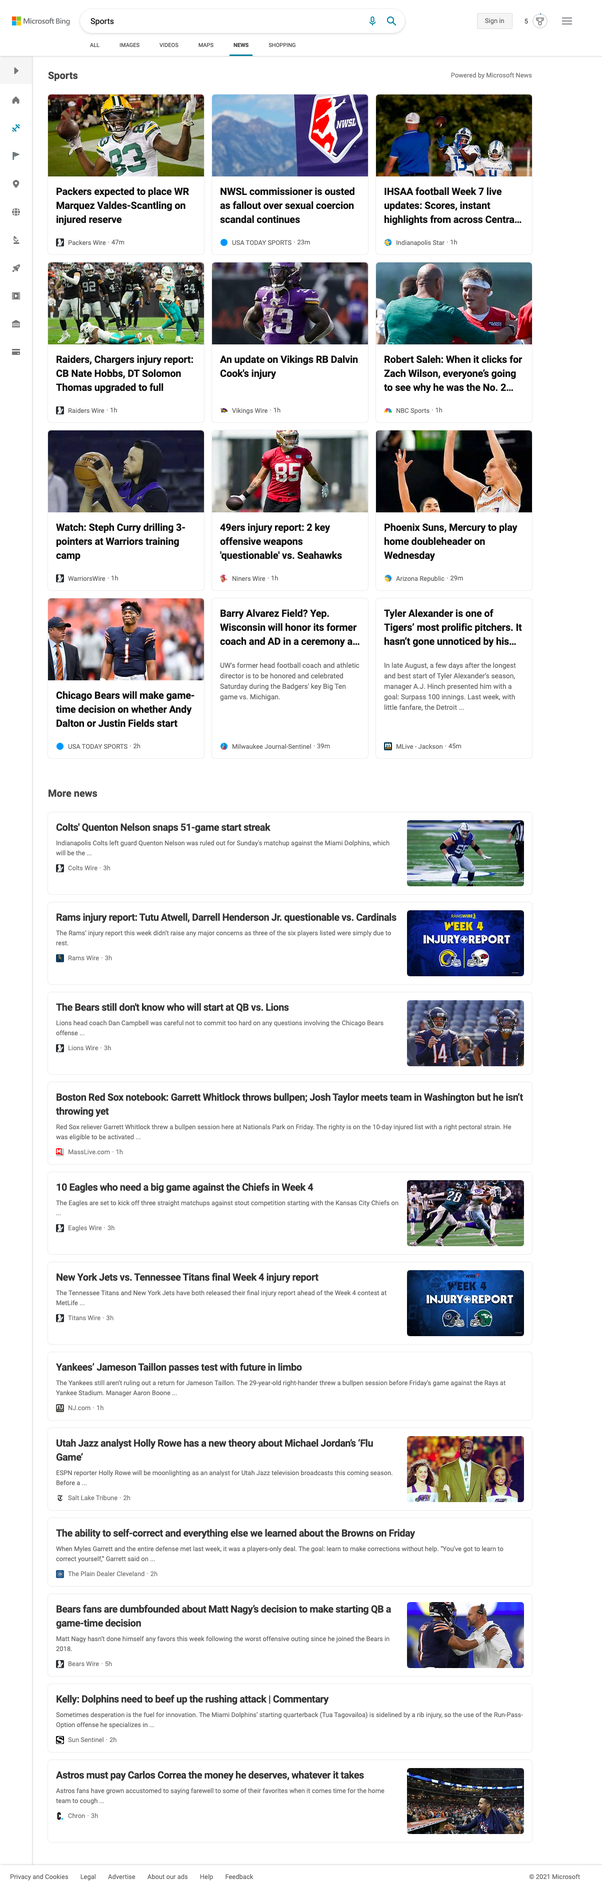 Microsoft Bing
Sports
Sign in
5
ALL
IMAGES
VIDEOS
MAPS
NEWS
SHOPPING
Sports
Powered by Microsoft News
Packers expected to place WR
Marquez Valdes-Scantling on
injured reserve
Packers Wire · 47m
NWSL
NWSL commissioner is ousted
as fallout over sexual coercion
scandal continues
USA TODAY SPORTS · 23m
IHSAA football Week 7 live
updates: Scores, instant
highlights from across Centra...
Indianapolis Star · 1h
Raiders, Chargers injury report:
CB Nate Hobbs, DT Solomon
Thomas upgraded to full
Raiders Wire · 1h
An update on Vikings RB Dalvin
Cook's injury
Vikings Wire · 1h
Robert Saleh: When it clicks for
Zach Wilson, everyone's going
to see why he was the No. 2...
NBC Sports · 1h
Watch: Steph Curry drilling 3-
pointers at Warriors training
camp
WarriorsWire · 1h
49ers injury report: 2 key
offensive weapons
'questionable' vs. Seahawks
Niners Wire · 1h
Phoenix Suns, Mercury to play
home doubleheader on
Wednesday
Arizona Republic · 29m
Chicago Bears will make game-
time decision on whether Andy
Dalton or Justin Fields start
USA TODAY SPORTS · 2h
Barry Alvarez Field? Yep.
Wisconsin will honor its former
coach and AD in a ceremony a...
UW's former head football coach and athletic
director is to be honored and celebrated
Saturday during the Badgers' key Big Ten
game vs. Michigan.
Milwaukee Journal-Sentinel · 39m
Tyler Alexander is one of
Tigers' most prolific pitchers. It
hasn't gone unnoticed by his...
In late August, a few days after the longest
and best start of Tyler Alexander's season,
manager A.J. Hinch presented him with a
goal: Surpass 100 innings. Last week, with
little fanfare, the Detroit ...
MLive - Jackson · 45m
More news
Colts' Quenton Nelson snaps 51-game start streak
Indianapolis Colts left guard Quenton Nelson was ruled out for Sunday's matchup against the Miami Dolphins, which
will be the ...
Colts Wire · 3h
Rams injury report: Tutu Atwell, Darrell Henderson Jr. questionable vs. Cardinals
The Rams' injury report this week didn't raise any major concerns as three of the six players listed were simply due to
rest.
Rams Wire · 3h
WEEK 4
INJURY+REPORT
The Bears still don't know who will start at QB vs. Lions
Lions head coach Dan Campbell was careful not to commit too hard on any questions involving the Chicago Bears
offense ...
Lions Wire · 3h
Boston Red Sox notebook: Garrett Whitlock throws bullpen; Josh Taylor meets team in Washington but he isn't
throwing yet
Red Sox reliever Garrett Whitlock threw a bullpen session here at Nationals Park on Friday. The righty is on the 10-day injured list with a right pectoral strain. He
was eligible to be activated ...
MassLive.com · 1h
10 Eagles who need a big game against the Chiefs in Week 4
The Eagles are set to kick off three straight matchups against stout competition starting with the Kansas City Chiefs on
...
Eagles Wire · 3h
New York Jets vs. Tennessee Titans final Week 4 injury report
The Tennessee Titans and New York Jets have both released their final injury report ahead of the Week 4 contest at
MetLife ...
Titans Wire · 3h
WEEK 4
INJURY+REPORT
Yankees' Jameson Taillon passes test with future in limbo
The Yankees still aren't ruling out a return for Jameson Taillon. The 29-year-old right-hander threw a bullpen session before Friday's game against the Rays at
Yankee Stadium. Manager Aaron Boone ...
NJ.com · 1h
Utah Jazz analyst Holly Rowe has a new theory about Michael Jordan's 'Flu
Game'
ESPN reporter Holly Rowe will be moonlighting as an analyst for Utah Jazz television broadcasts this coming season.
Before a ...
Salt Lake Tribune · 2h
The ability to self-correct and everything else we learned about the Browns on Friday
When Myles Garrett and the entire defense met last week, it was a players-only deal. The goal: learn to make corrections without help. "You've got to learn to
correct yourself," Garrett said on ...
The Plain Dealer Cleveland · 2h
Bears fans are dumbfounded about Matt Nagy's decision to make starting QB a
game-time decision
Matt Nagy hasn't done himself any favors this week following the worst offensive outing since he joined the Bears in
2018.
Bears Wire · 5h
Kelly: Dolphins need to beef up the rushing attack | Commentary
Sometimes desperation is the fuel for innovation. The Miami Dolphins' starting quarterback (Tua Tagovailoa) is sidelined by a rib injury, so the use of the Run-Pass-
Option offense he specializes in ...
Sun Sentinel · 2h
Astros must pay Carlos Correa the money he deserves, whatever it takes
Astros fans have grown accustomed to saying farewell to some of their favorites when it comes time for the home
team to cough ...
Chron · 3h
Privacy and Cookies
Legal
Advertise
About our ads
Help
Feedback
© 2021 Microsoft